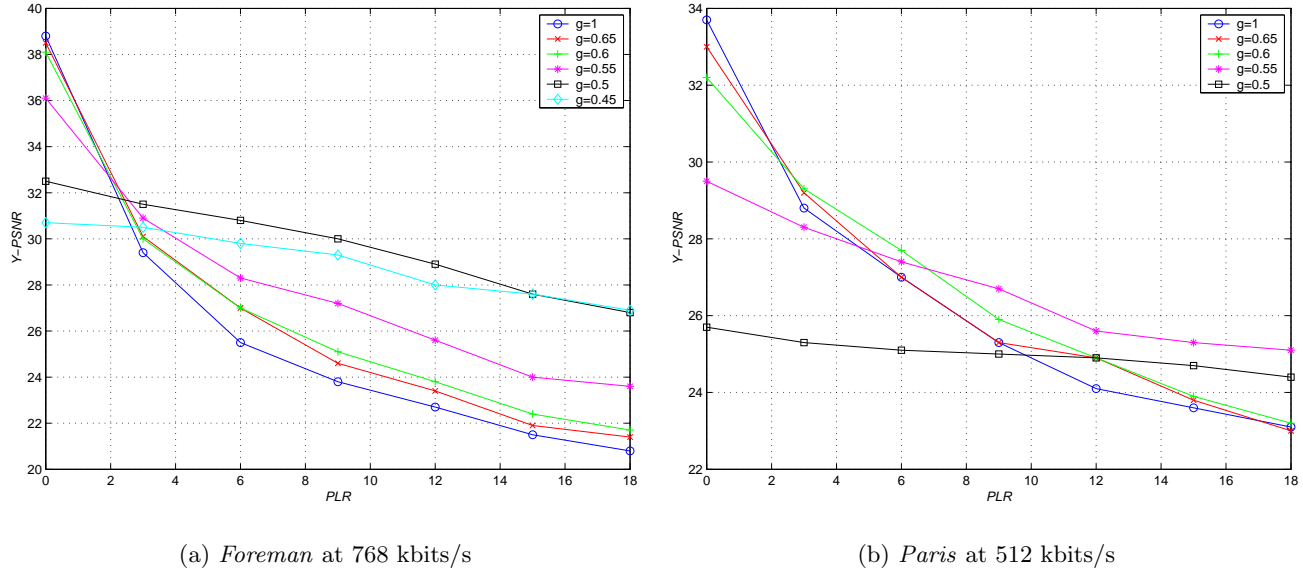 40
38
36
34
32
30
28
26
24
22
20
Y−PSNR
0 2 4 6 8 10 12 14 16 18
PLR
g=1
g=0.65
g=0.6
g=0.55
g=0.5
g=0.45
(a) Foreman at 768 kbits/s
34
32
30
28
26
24
22
Y−PSNR
0 2 4 6 8 10 12 14 16 18
PLR
g=1
g=0.65
g=0.6
g=0.55
g=0.5
(b) Paris at 512 kbits/s